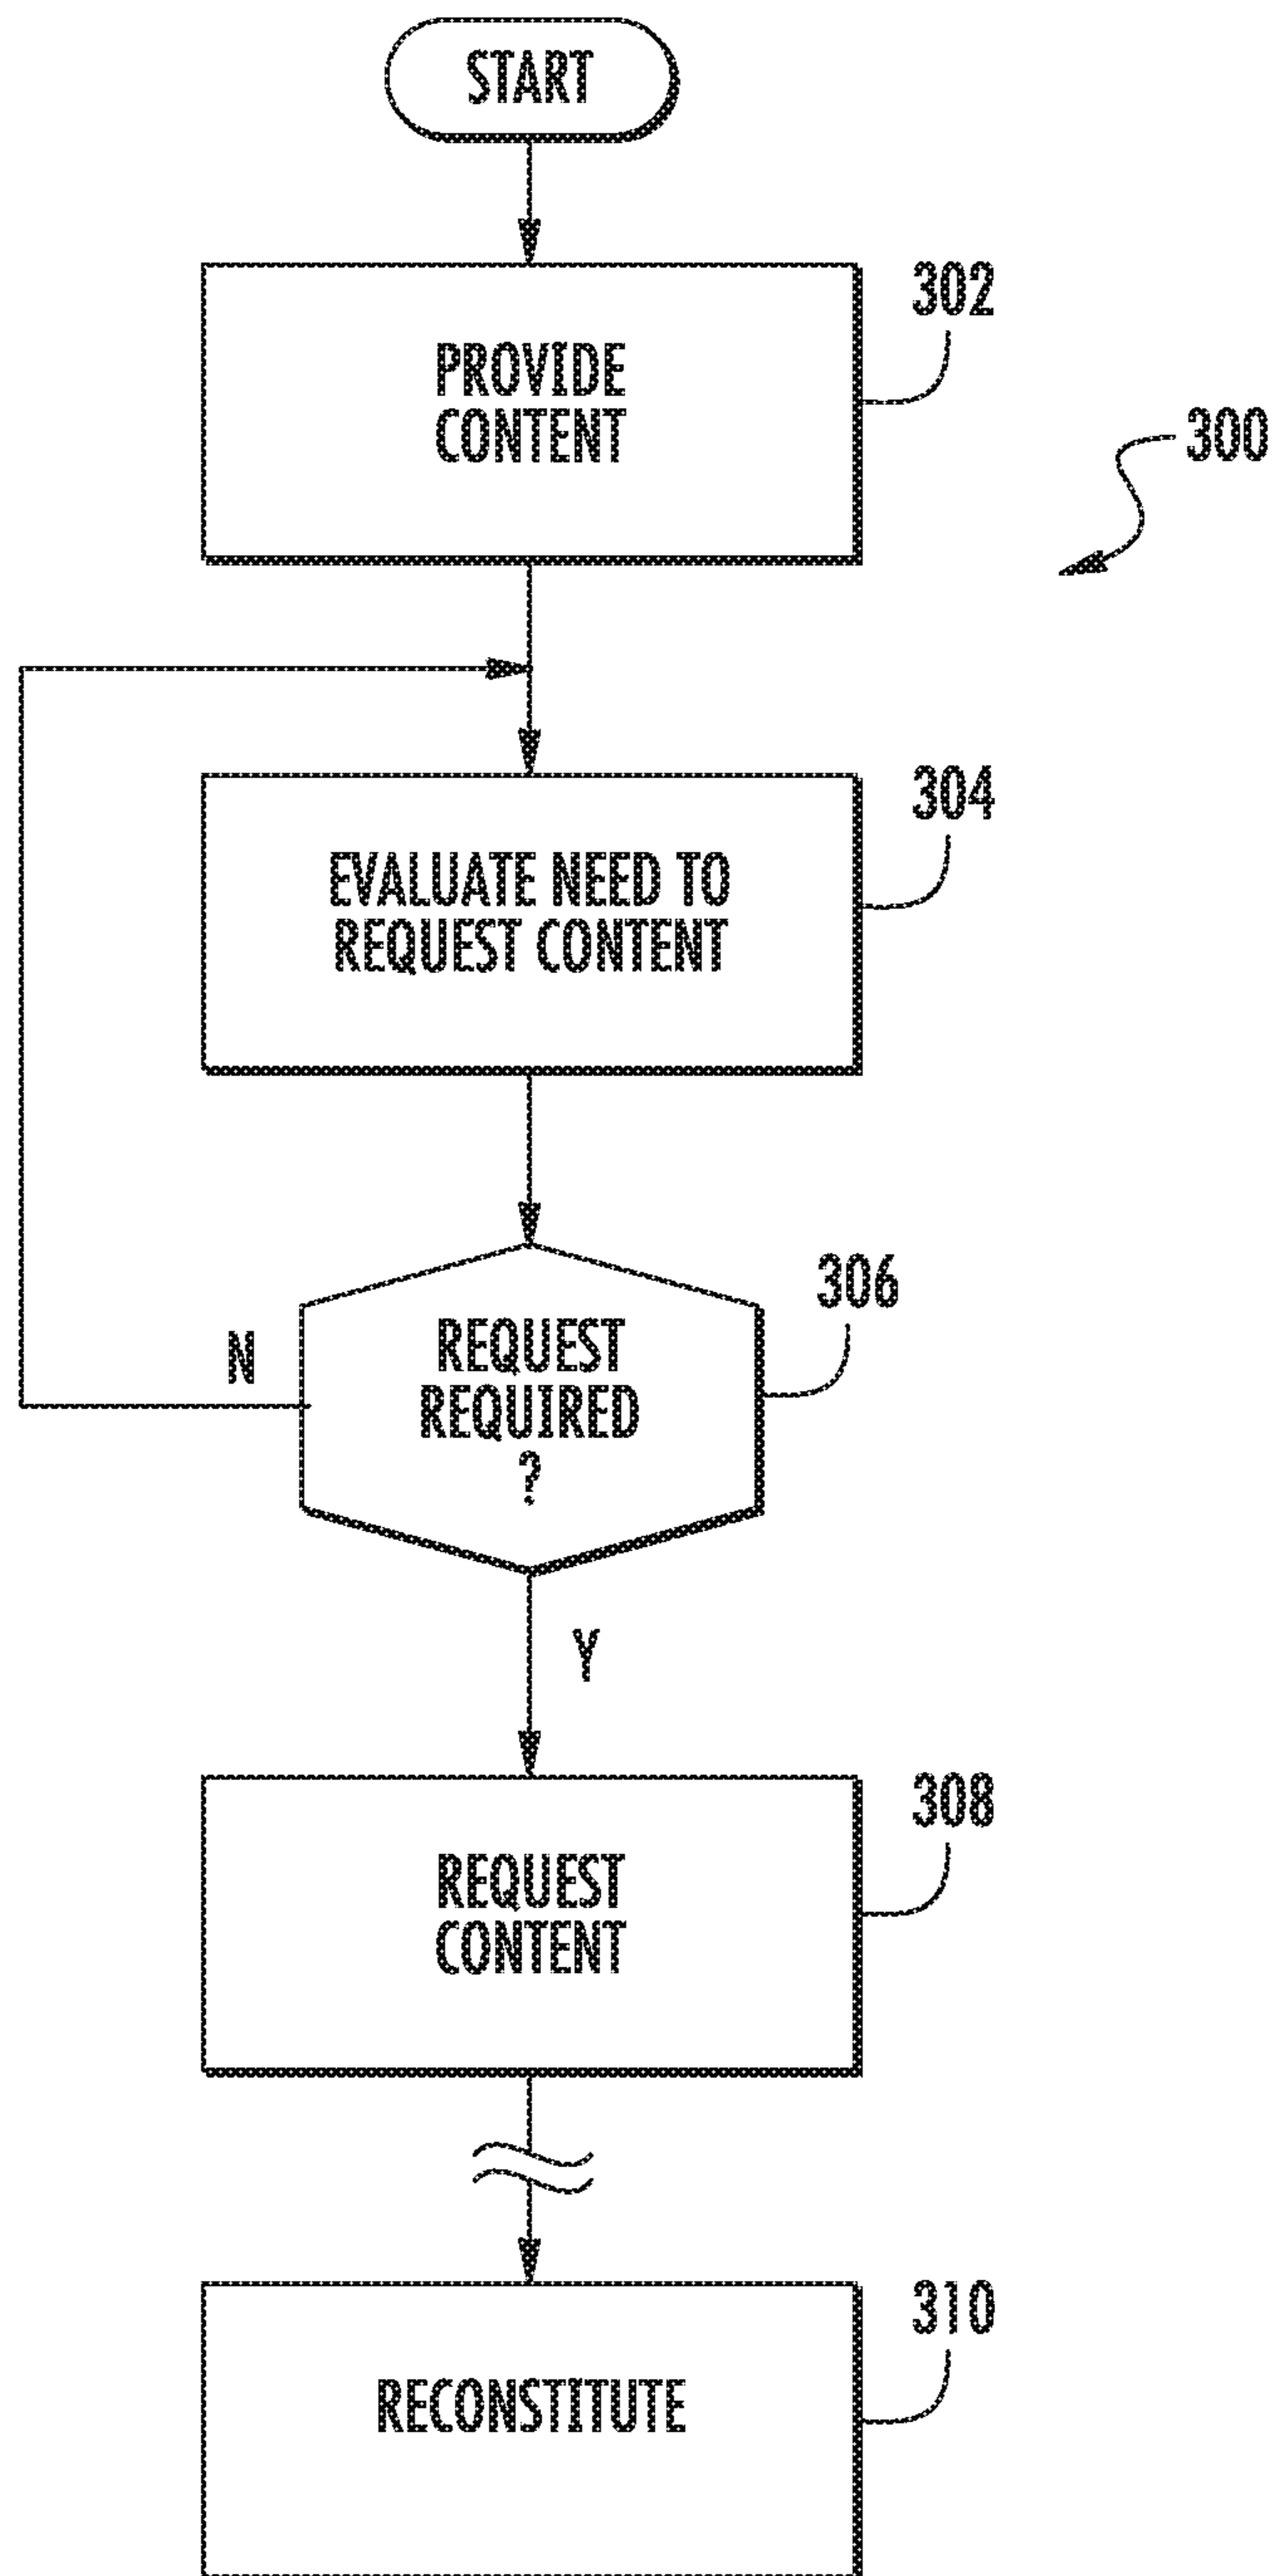 START
PROVIDE
CONTENT
302
300
EVALUATE NEED TO
REQUEST CONTENT
304
REQUEST
REQUIRED
?
306
N
Y
REQUEST
CONTENT
308
RECONSTITUTE
310